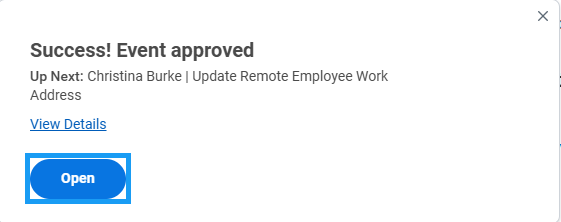 Success! Event approved
Up Next: Christina Burke | Update Remote Employee Work
Address
View Details
Open